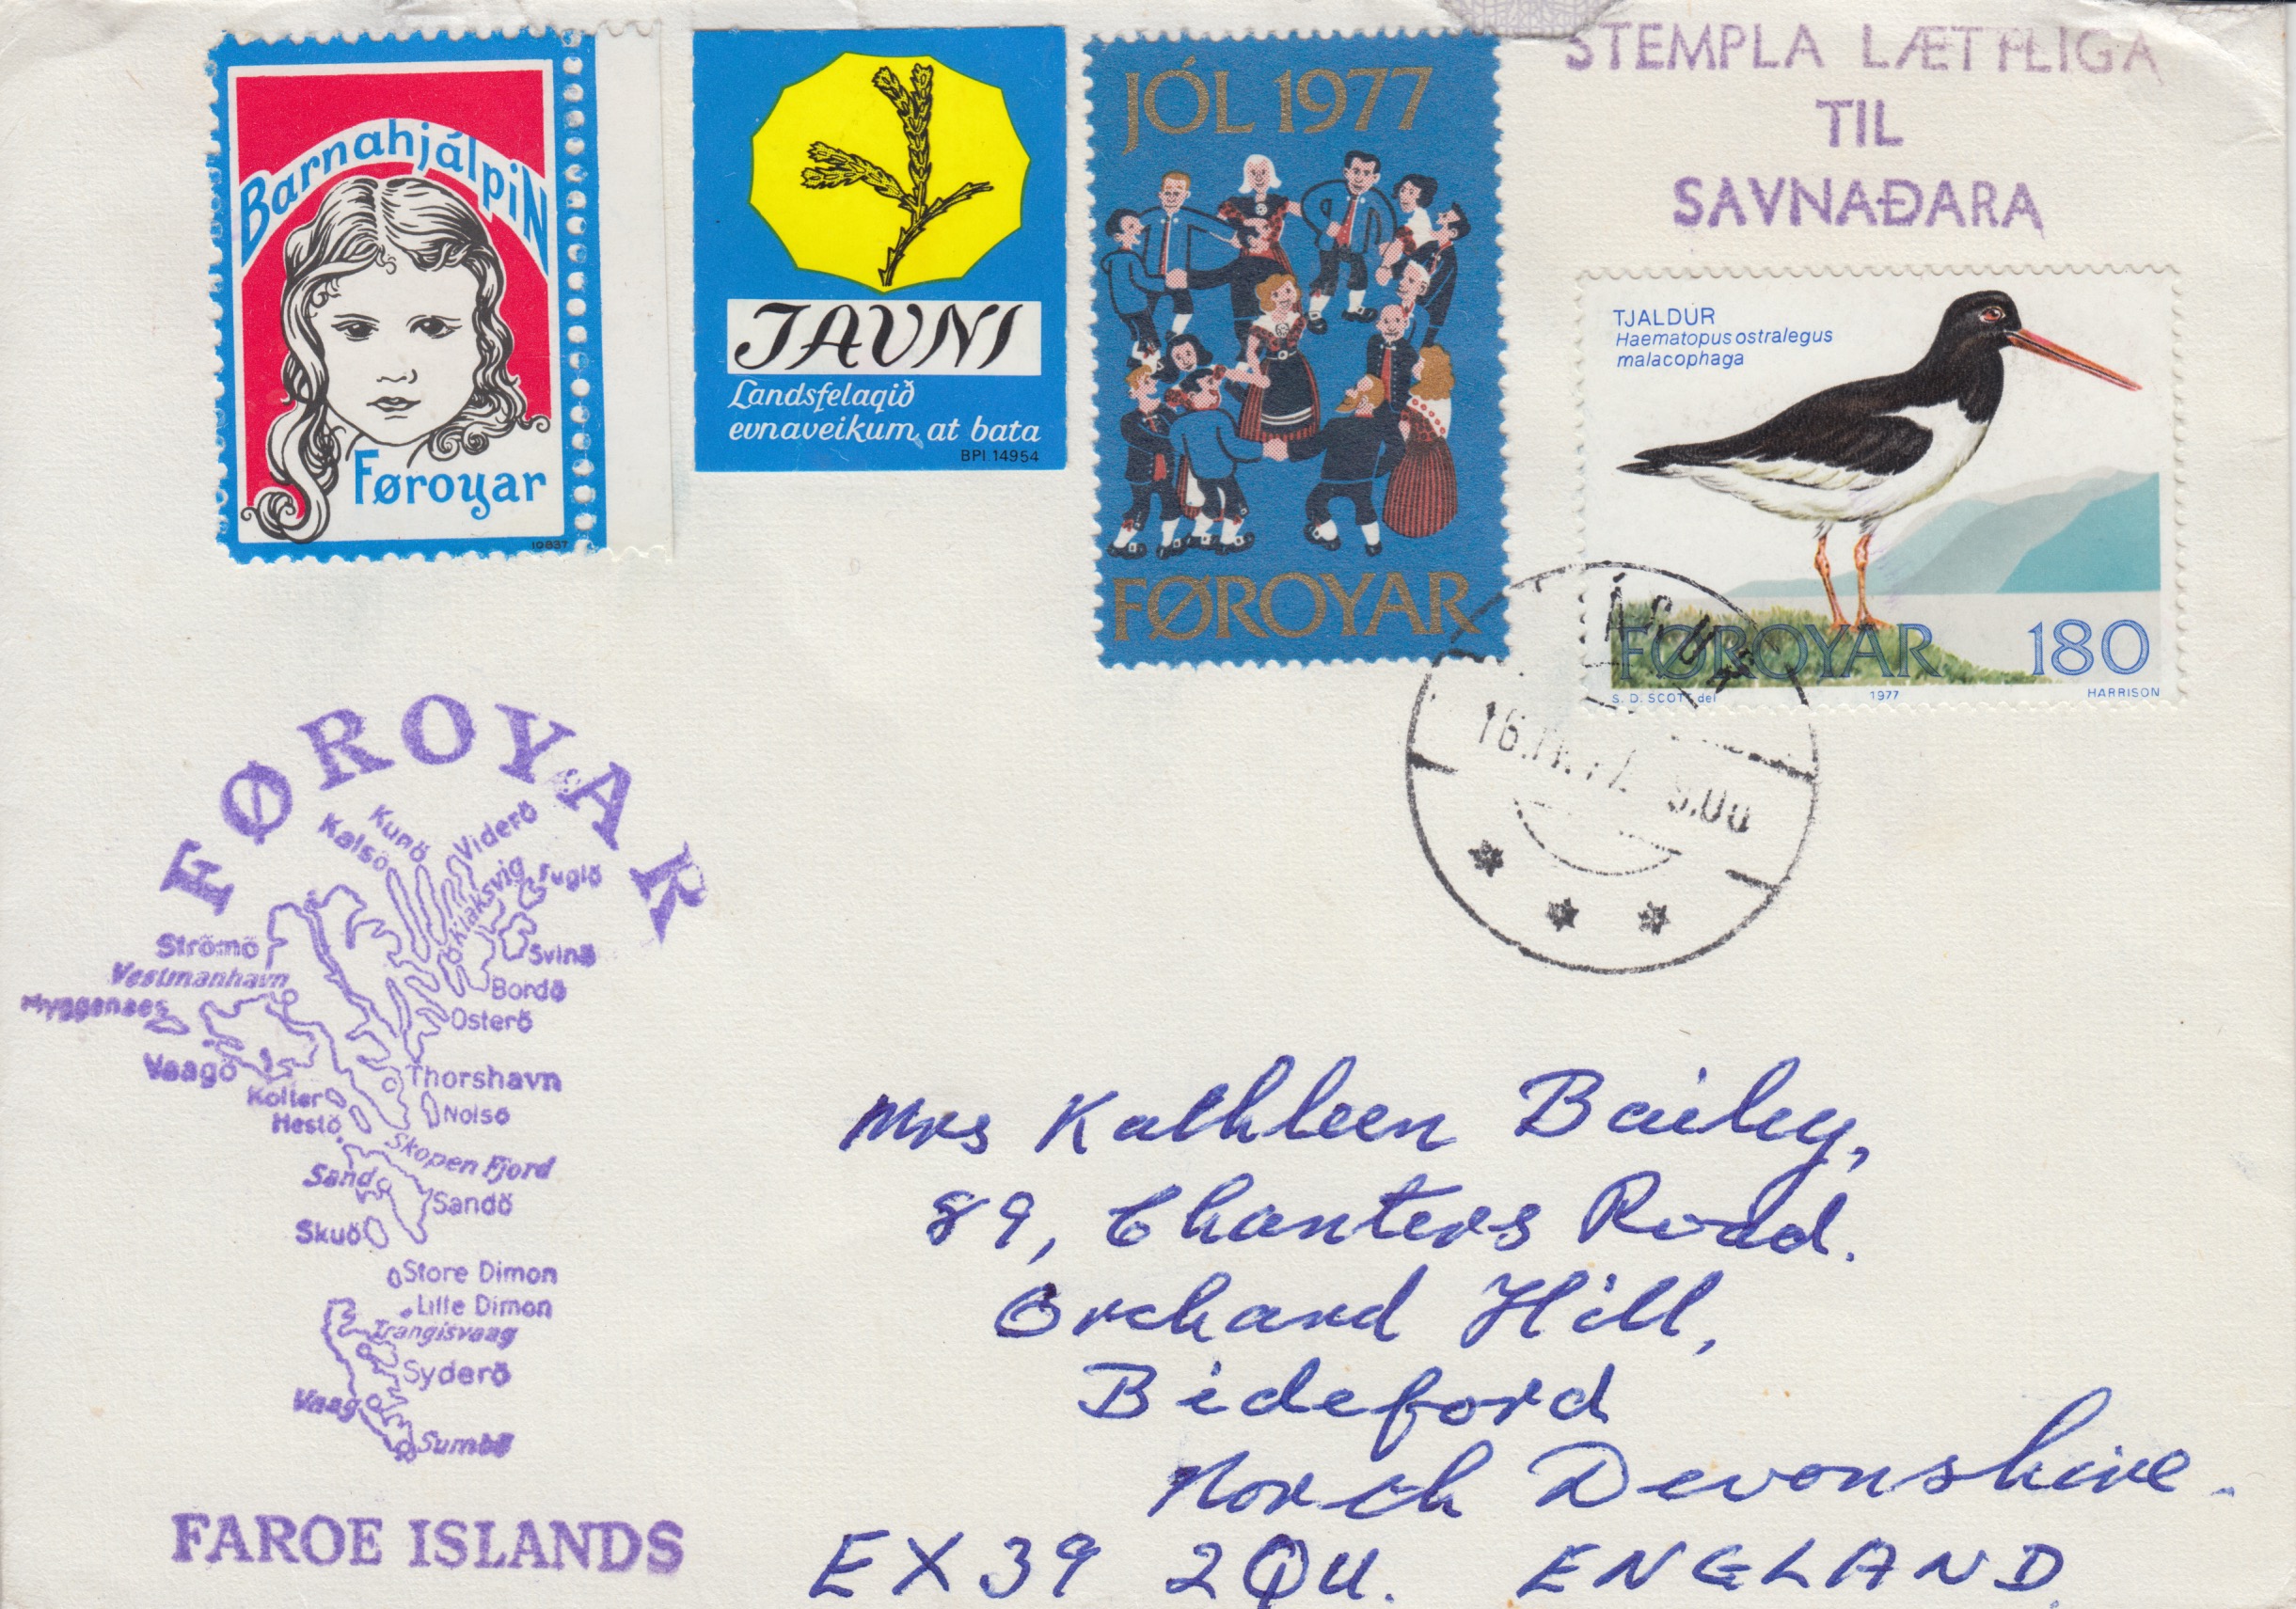 Barnahjálpin
Føroyar
10837
JAVNI
Landsfelagið
evnaveikum at bata
BPI.14954
JÓL 1977
FØROYAR
STEMPLA LÆTTLIGA
TIL
SAVNAÐARA
TJALDUR
Haematopus ostralegus
malacophaga
FØROYAR 180
S. D. SCOTT del 1977 HARRISON
FØROYAR
Kunö
Kalsö
Viderö
Klaksvig
Fuglö
Strömö
Svinö
Vestmanhavn
Bordö
Myggenaes
Osterö
Vaagö
Thorshavn
Kolter
Nolsö
Hestö
Skopen Fjord
Sand
Sandö
Skuö
Store Dimon
Lille Dimon
Trangisvaag
Syderö
Vaag
Sumbö
FAROE ISLANDS
Mrs Kathleen Bailey,
89, Chanters Road.
Orchard Hill,
Bideford
North Devonshire.
EX39 2QU. ENGLAND